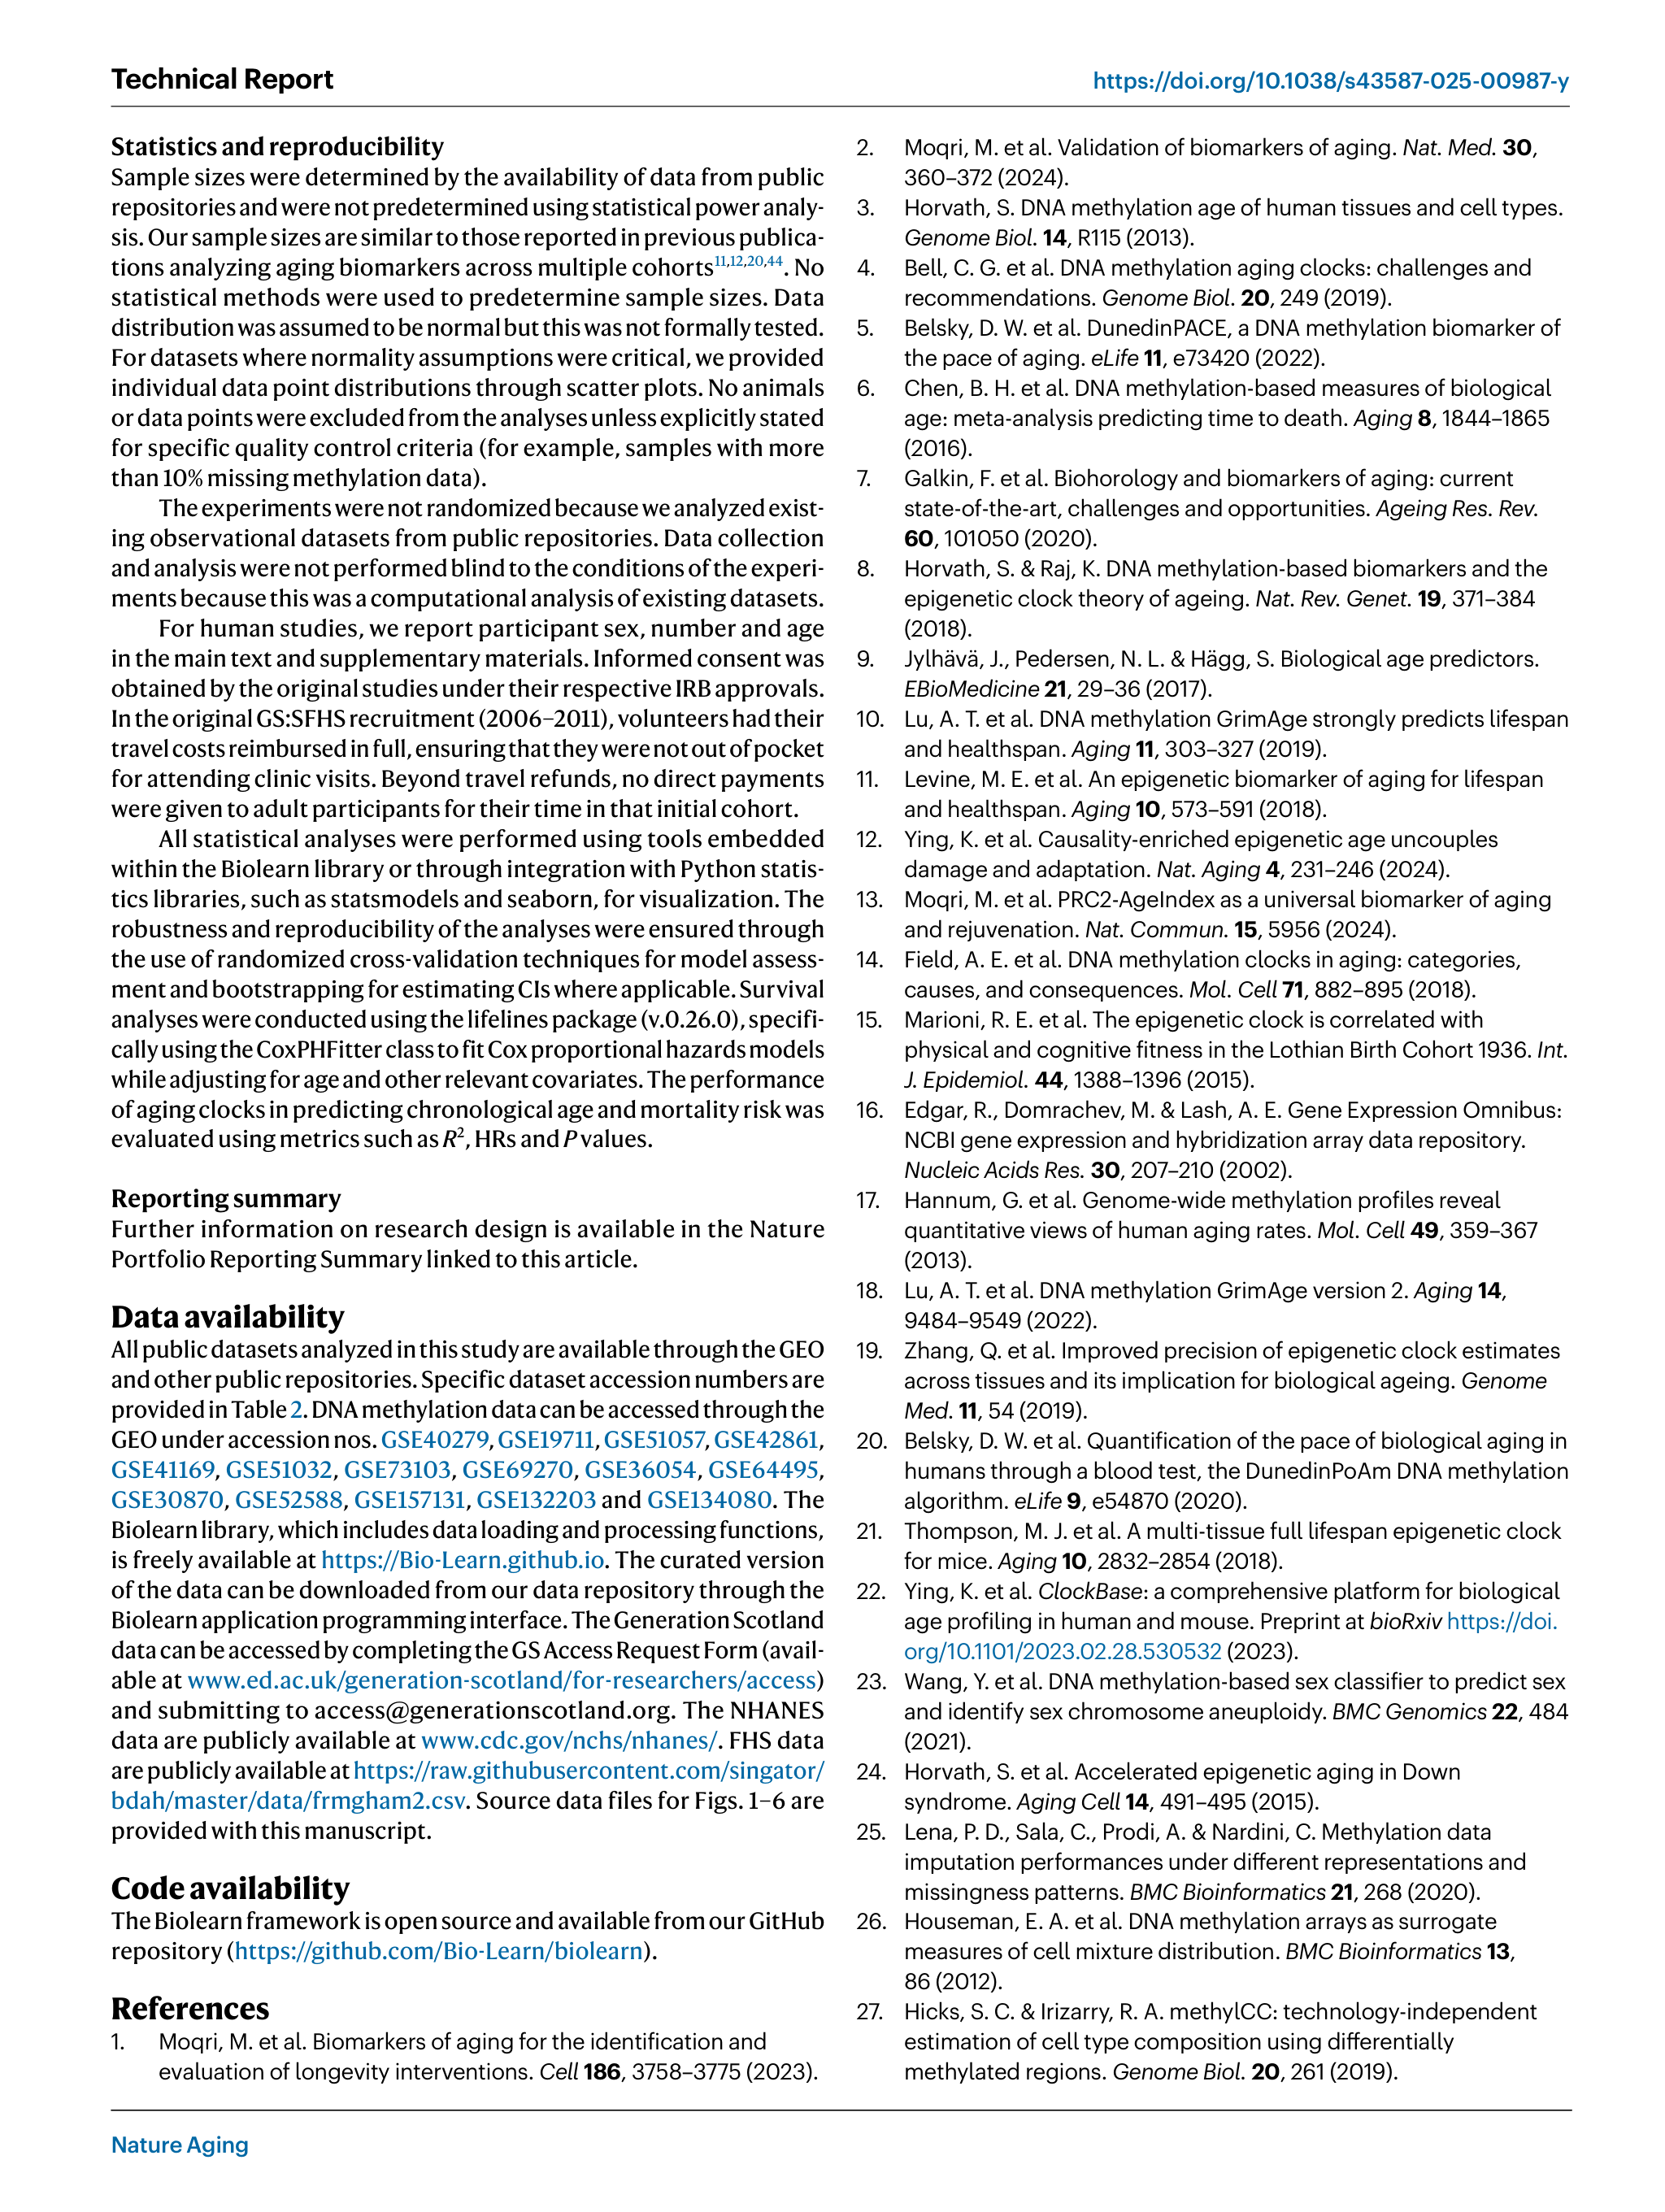 Technical Report
https://doi.org/10.1038/s43587-025-00987-y
Statistics and reproducibility
Sample sizes were determined by the availability of data from public
repositories and were not predetermined using statistical power analy-
sis. Our sample sizes are similar to those reported in previous publica-
tions analyzing aging biomarkers across multiple cohorts11,12,20,44. No
statistical methods were used to predetermine sample sizes. Data
distribution was assumed to be normal but this was not formally tested.
For datasets where normality assumptions were critical, we provided
individual data point distributions through scatter plots. No animals
or data points were excluded from the analyses unless explicitly stated
for specific quality control criteria (for example, samples with more
than 10% missing methylation data).
The experiments were not randomized because we analyzed exist-
ing observational datasets from public repositories. Data collection
and analysis were not performed blind to the conditions of the experi-
ments because this was a computational analysis of existing datasets.
For human studies, we report participant sex, number and age
in the main text and supplementary materials. Informed consent was
obtained by the original studies under their respective IRB approvals.
In the original GS:SFHS recruitment (2006–2011), volunteers had their
travel costs reimbursed in full, ensuring that they were not out of pocket
for attending clinic visits. Beyond travel refunds, no direct payments
were given to adult participants for their time in that initial cohort.
All statistical analyses were performed using tools embedded
within the Biolearn library or through integration with Python statis-
tics libraries, such as statsmodels and seaborn, for visualization. The
robustness and reproducibility of the analyses were ensured through
the use of randomized cross-validation techniques for model assess-
ment and bootstrapping for estimating CIs where applicable. Survival
analyses were conducted using the lifelines package (v.0.26.0), specifi-
cally using the CoxPHFitter class to fit Cox proportional hazards models
while adjusting for age and other relevant covariates. The performance
of aging clocks in predicting chronological age and mortality risk was
evaluated using metrics such as R², HRs and P values.
Reporting summary
Further information on research design is available in the Nature
Portfolio Reporting Summary linked to this article.
Data availability
All public datasets analyzed in this study are available through the GEO
and other public repositories. Specific dataset accession numbers are
provided in Table 2. DNA methylation data can be accessed through the
GEO under accession nos. GSE40279, GSE19711, GSE51057, GSE42861,
GSE41169, GSE51032, GSE73103, GSE69270, GSE36054, GSE64495,
GSE30870, GSE52588, GSE157131, GSE132203 and GSE134080. The
Biolearn library, which includes data loading and processing functions,
is freely available at https://Bio-Learn.github.io. The curated version
of the data can be downloaded from our data repository through the
Biolearn application programming interface. The Generation Scotland
data can be accessed by completing the GS Access Request Form (avail-
able at www.ed.ac.uk/generation-scotland/for-researchers/access)
and submitting to access@generationscotland.org. The NHANES
data are publicly available at www.cdc.gov/nchs/nhanes/. FHS data
are publicly available at https://raw.githubusercontent.com/singator/
bdah/master/data/frmgham2.csv. Source data files for Figs. 1–6 are
provided with this manuscript.
Code availability
The Biolearn framework is open source and available from our GitHub
repository (https://github.com/Bio-Learn/biolearn).
References
1. Moqri, M. et al. Biomarkers of aging for the identification and
evaluation of longevity interventions. Cell 186, 3758–3775 (2023).
2. Moqri, M. et al. Validation of biomarkers of aging. Nat. Med. 30,
360–372 (2024).
3. Horvath, S. DNA methylation age of human tissues and cell types.
Genome Biol. 14, R115 (2013).
4. Bell, C. G. et al. DNA methylation aging clocks: challenges and
recommendations. Genome Biol. 20, 249 (2019).
5. Belsky, D. W. et al. DunedinPACE, a DNA methylation biomarker of
the pace of aging. eLife 11, e73420 (2022).
6. Chen, B. H. et al. DNA methylation-based measures of biological
age: meta-analysis predicting time to death. Aging 8, 1844–1865
(2016).
7. Galkin, F. et al. Biohorology and biomarkers of aging: current
state-of-the-art, challenges and opportunities. Ageing Res. Rev.
60, 101050 (2020).
8. Horvath, S. & Raj, K. DNA methylation-based biomarkers and the
epigenetic clock theory of ageing. Nat. Rev. Genet. 19, 371–384
(2018).
9. Jylhävä, J., Pedersen, N. L. & Hägg, S. Biological age predictors.
EBioMedicine 21, 29–36 (2017).
10. Lu, A. T. et al. DNA methylation GrimAge strongly predicts lifespan
and healthspan. Aging 11, 303–327 (2019).
11. Levine, M. E. et al. An epigenetic biomarker of aging for lifespan
and healthspan. Aging 10, 573–591 (2018).
12. Ying, K. et al. Causality-enriched epigenetic age uncouples
damage and adaptation. Nat. Aging 4, 231–246 (2024).
13. Moqri, M. et al. PRC2-AgeIndex as a universal biomarker of aging
and rejuvenation. Nat. Commun. 15, 5956 (2024).
14. Field, A. E. et al. DNA methylation clocks in aging: categories,
causes, and consequences. Mol. Cell 71, 882–895 (2018).
15. Marioni, R. E. et al. The epigenetic clock is correlated with
physical and cognitive fitness in the Lothian Birth Cohort 1936. Int.
J. Epidemiol. 44, 1388–1396 (2015).
16. Edgar, R., Domrachev, M. & Lash, A. E. Gene Expression Omnibus:
NCBI gene expression and hybridization array data repository.
Nucleic Acids Res. 30, 207–210 (2002).
17. Hannum, G. et al. Genome-wide methylation profiles reveal
quantitative views of human aging rates. Mol. Cell 49, 359–367
(2013).
18. Lu, A. T. et al. DNA methylation GrimAge version 2. Aging 14,
9484–9549 (2022).
19. Zhang, Q. et al. Improved precision of epigenetic clock estimates
across tissues and its implication for biological ageing. Genome
Med. 11, 54 (2019).
20. Belsky, D. W. et al. Quantification of the pace of biological aging in
humans through a blood test, the DunedinPoAm DNA methylation
algorithm. eLife 9, e54870 (2020).
21. Thompson, M. J. et al. A multi-tissue full lifespan epigenetic clock
for mice. Aging 10, 2832–2854 (2018).
22. Ying, K. et al. ClockBase: a comprehensive platform for biological
age profiling in human and mouse. Preprint at bioRxiv https://doi.
org/10.1101/2023.02.28.530532 (2023).
23. Wang, Y. et al. DNA methylation-based sex classifier to predict sex
and identify sex chromosome aneuploidy. BMC Genomics 22, 484
(2021).
24. Horvath, S. et al. Accelerated epigenetic aging in Down
syndrome. Aging Cell 14, 491–495 (2015).
25. Lena, P. D., Sala, C., Prodi, A. & Nardini, C. Methylation data
imputation performances under different representations and
missingness patterns. BMC Bioinformatics 21, 268 (2020).
26. Houseman, E. A. et al. DNA methylation arrays as surrogate
measures of cell mixture distribution. BMC Bioinformatics 13,
86 (2012).
27. Hicks, S. C. & Irizarry, R. A. methylCC: technology-independent
estimation of cell type composition using differentially
methylated regions. Genome Biol. 20, 261 (2019).
Nature Aging